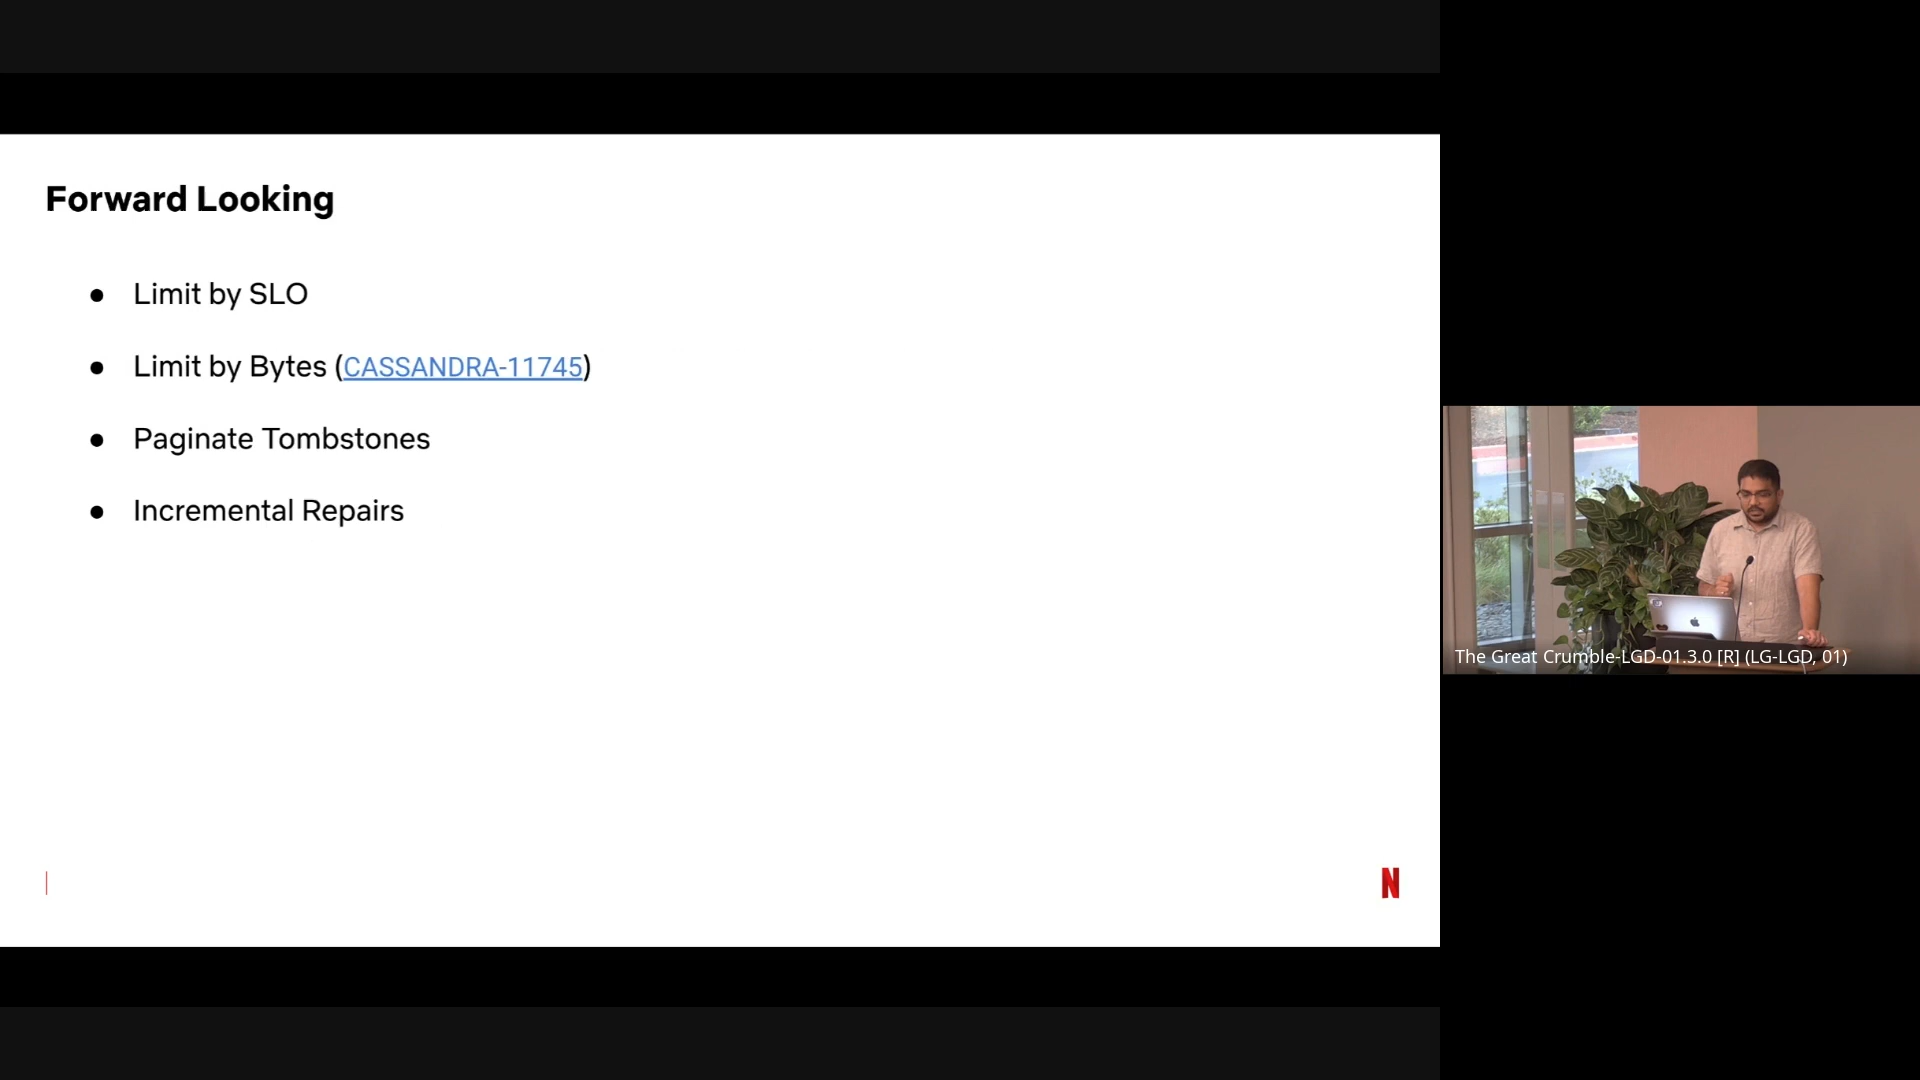 Forward Looking
● Limit by SLO
● Limit by Bytes (CASSANDRA-11745)
● Paginate Tombstones
● Incremental Repairs
N
The Great Crumble-LGD-01.3.0 [R] (LG-LGD, 01)